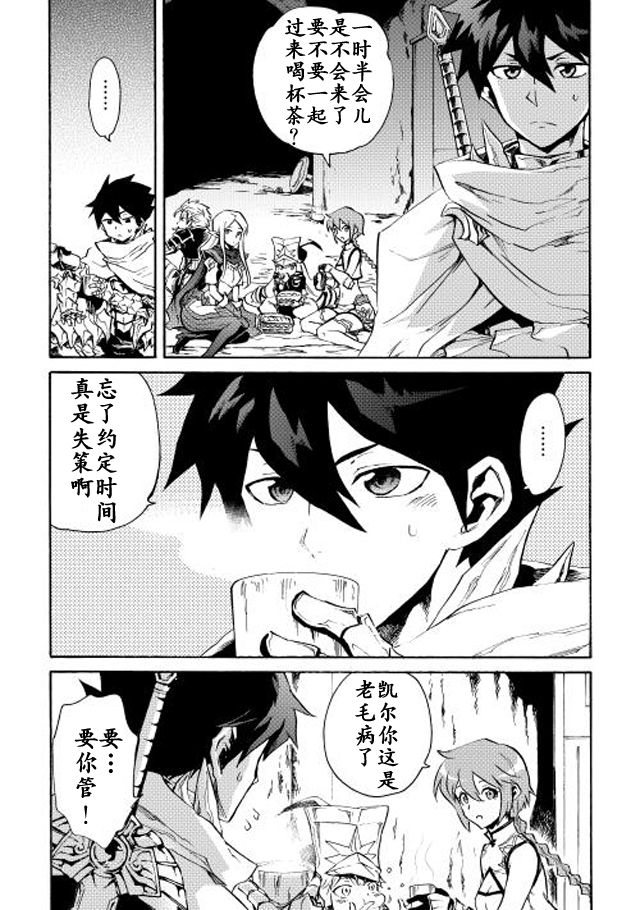 一时半会儿
是不会来了
要不要一起
过来喝杯茶？
……
……
忘了约定时间
真是失策啊
凯尔你这是
老毛病了
要…
要你管！